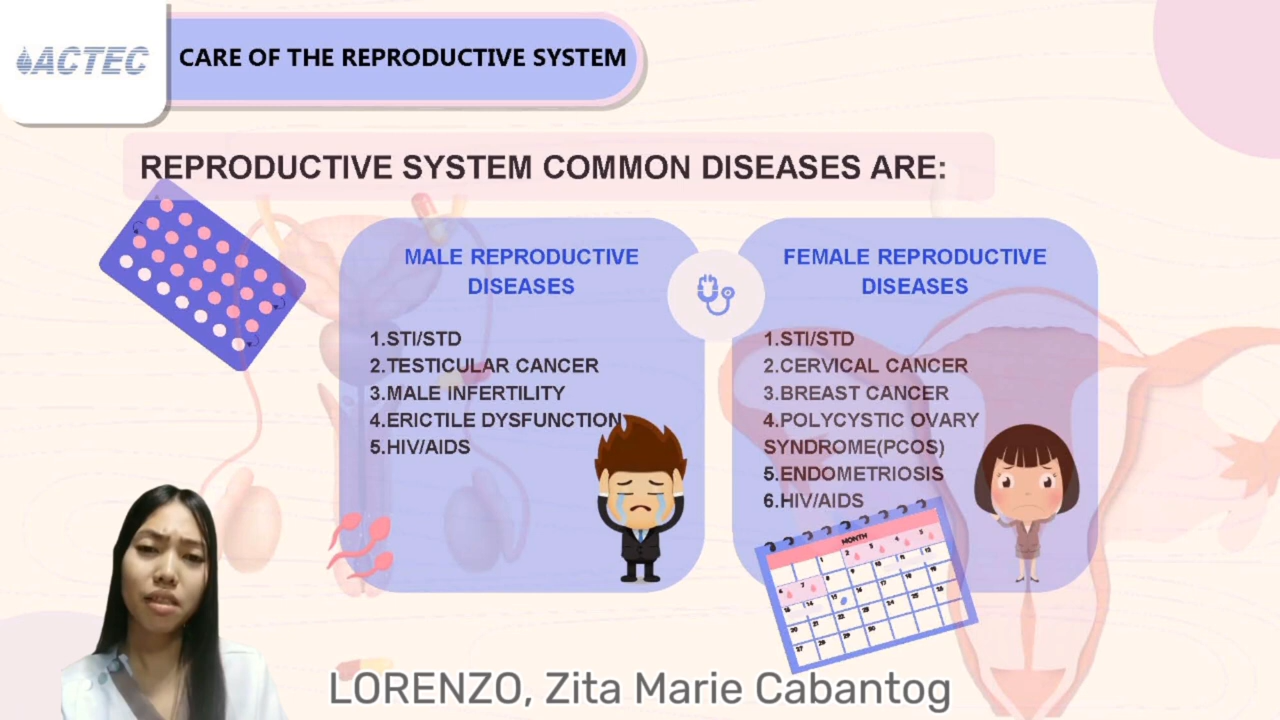 ACTEC
CARE OF THE REPRODUCTIVE SYSTEM
REPRODUCTIVE SYSTEM COMMON DISEASES ARE:
MALE REPRODUCTIVE
DISEASES
1.STI/STD
2.TESTICULAR CANCER
3.MALE INFERTILITY
4.ERICTILE DYSFUNCTION
5.HIV/AIDS
FEMALE REPRODUCTIVE
DISEASES
1.STI/STD
2.CERVICAL CANCER
3.BREAST CANCER
4.POLYCYSTIC OVARY
SYNDROME(PCOS)
5.ENDOMETRIOSIS
6.HIV/AIDS
MONTH
LORENZO, Zita Marie Cabantog